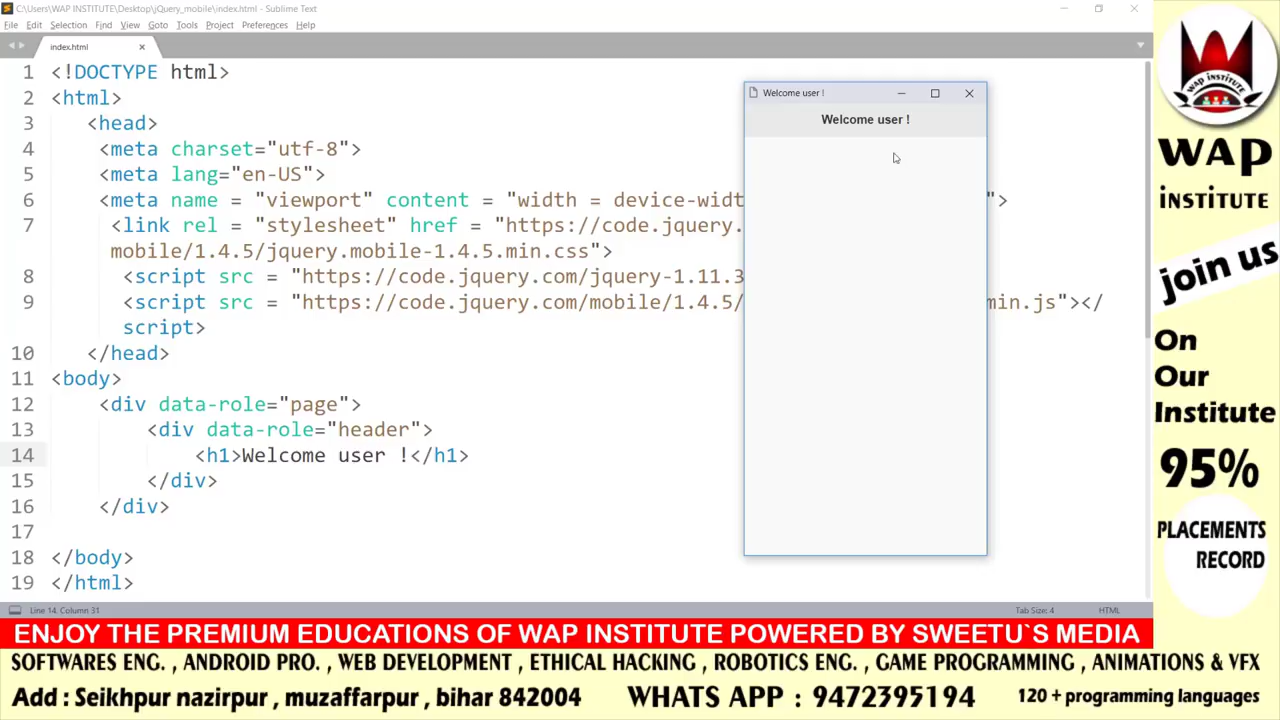 C:\Users\WAP INSTITUTE\Desktop\jQuery_mobile\index.html - Sublime Text
File Edit Selection Find View Goto Tools Project Preferences Help
index.html
1 <!DOCTYPE html>
2 <html>
3 <head>
4 <meta charset="utf-8">
5 <meta lang="en-US">
6 <meta name = "viewport" content = "width = device-widt ">
7 <link rel = "stylesheet" href = "https://code.jquery.
mobile/1.4.5/jquery.mobile-1.4.5.min.css">
8 <script src = "https://code.jquery.com/jquery-1.11.3
9 <script src = "https://code.jquery.com/mobile/1.4.5/ min.js"></
script>
10 </head>
11 <body>
12 <div data-role="page">
13 <div data-role="header">
14 <h1>Welcome user !</h1>
15 </div>
16 </div>
17
18 </body>
19 </html>
Line 14, Column 31
Tab Size: 4
HTML
Welcome user !
Welcome user !
Wap institute
WAP
iNSTiTUTE
join us
On
Our
Institute
95%
PLACEMENTS
RECORD
ENJOY THE PREMIUM EDUCATIONS OF WAP INSTITUTE POWERED BY SWEETU`S MEDIA
SOFTWARES ENG. , ANDROID PRO. , WEB DEVELOPMENT , ETHICAL HACKING , ROBOTICS ENG. , GAME PROGRAMMING , ANIMATIONS & VFX
Add : Seikhpur nazirpur , muzaffarpur , bihar 842004 WHATS APP : 9472395194 120 + programming languages